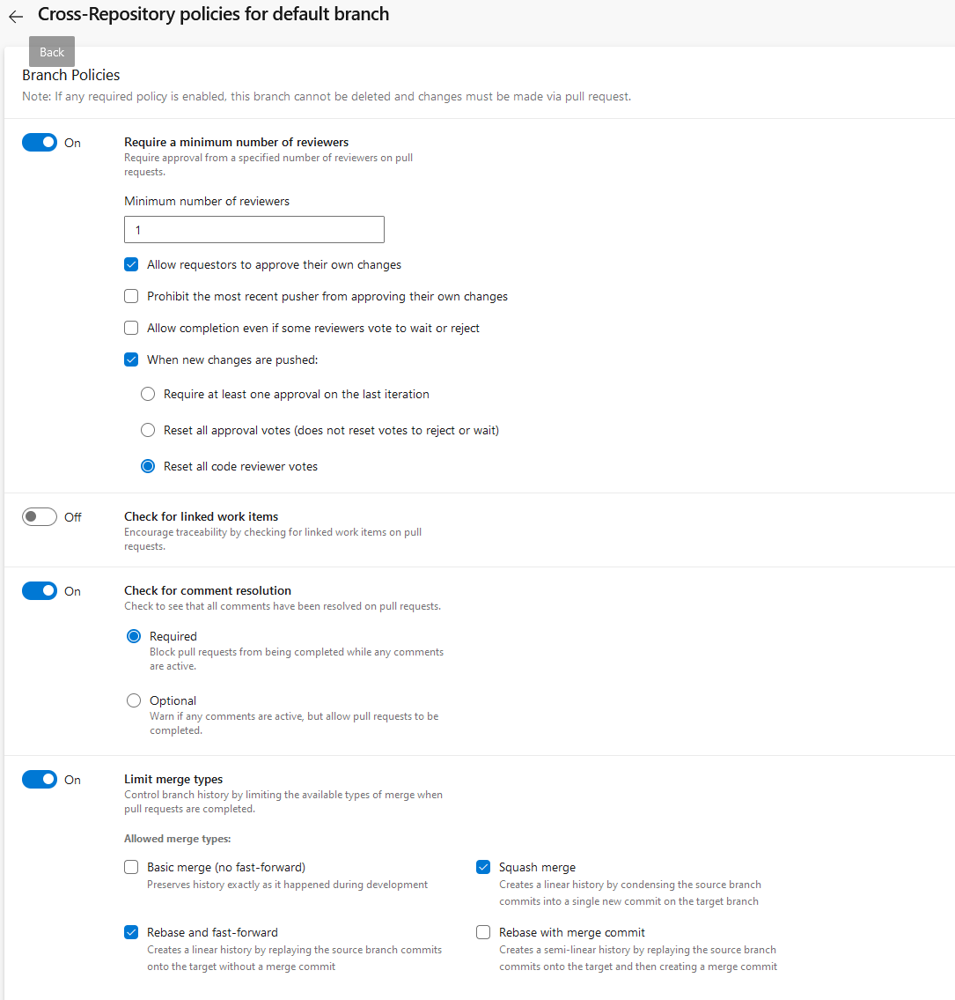 Cross-Repository policies for default branch
Back
Branch Policies
Note: If any required policy is enabled, this branch cannot be deleted and changes must be made via pull request.
On
Require a minimum number of reviewers
Require approval from a specified number of reviewers on pull
requests.
Minimum number of reviewers
1
Allow requestors to approve their own changes
Prohibit the most recent pusher from approving their own changes
Allow completion even if some reviewers vote to wait or reject
When new changes are pushed:
Require at least one approval on the last iteration
Reset all approval votes (does not reset votes to reject or wait)
Reset all code reviewer votes
Off
Check for linked work items
Encourage traceability by checking for linked work items on pull
requests.
On
Check for comment resolution
Check to see that all comments have been resolved on pull requests.
Required
Block pull requests from being completed while any comments
are active.
Optional
Warn if any comments are active, but allow pull requests to be
completed.
On
Limit merge types
Control branch history by limiting the available types of merge when
pull requests are completed.
Allowed merge types:
Basic merge (no fast-forward)
Preserves history exactly as it happened during development
Squash merge
Creates a linear history by condensing the source branch
commits into a single new commit on the target branch
Rebase and fast-forward
Creates a linear history by replaying the source branch commits
onto the target without a merge commit
Rebase with merge commit
Creates a semi-linear history by replaying the source branch
commits onto the target and then creating a merge commit